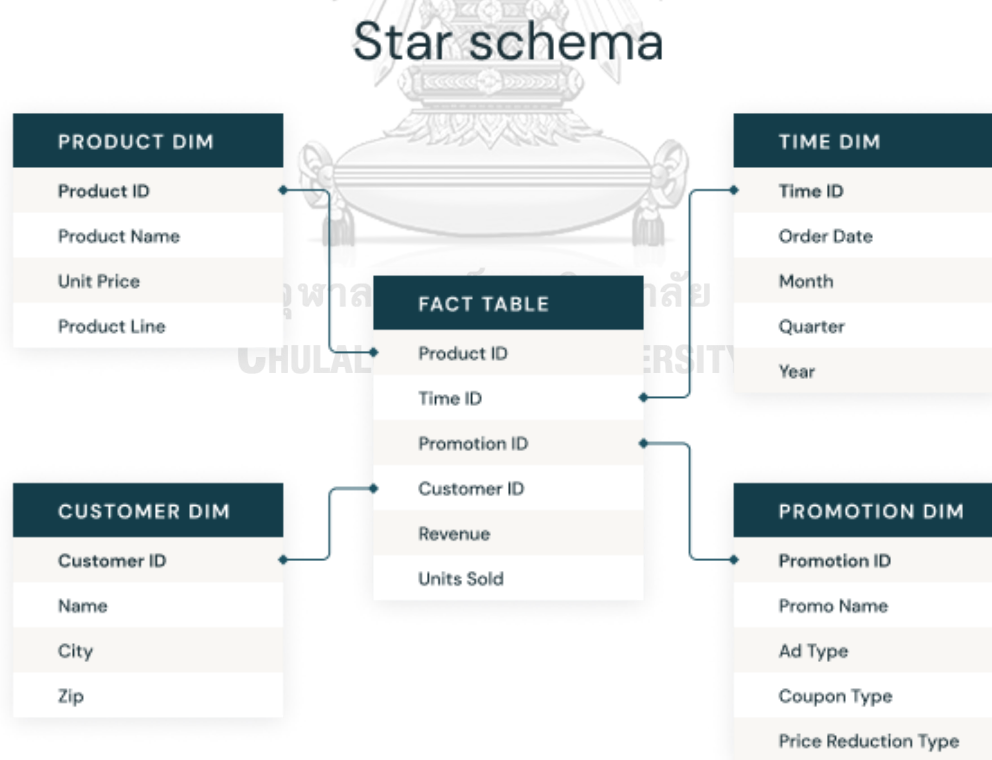 Star schema
PRODUCT DIM
Product ID
Product Name
Unit Price
Product Line
TIME DIM
Time ID
Order Date
Month
Quarter
Year
FACT TABLE
Product ID
Time ID
Promotion ID
Customer ID
Revenue
Units Sold
CUSTOMER DIM
Customer ID
Name
City
Zip
PROMOTION DIM
Promotion ID
Promo Name
Ad Type
Coupon Type
Price Reduction Type